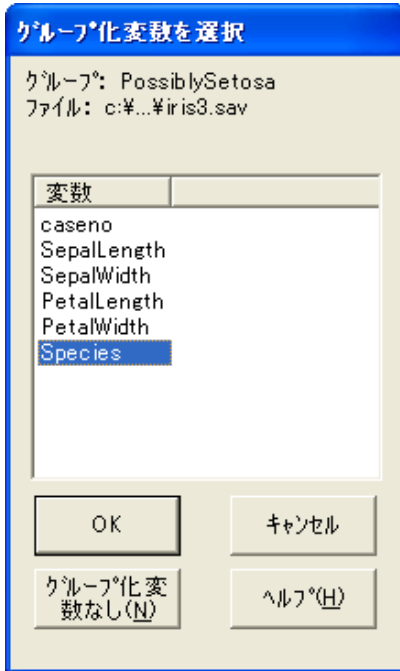 ｸﾞﾙｰﾌﾟ化変数を選択
ｸﾞﾙｰﾌﾟ: PossiblySetosa
ﾌｧｲﾙ: c:¥...¥iris3.sav
変数
caseno
SepalLength
SepalWidth
PetalLength
PetalWidth
Species
OK
ｷｬﾝｾﾙ
ｸﾞﾙｰﾌﾟ化変
数なし(N)
ﾍﾙﾌﾟ(H)